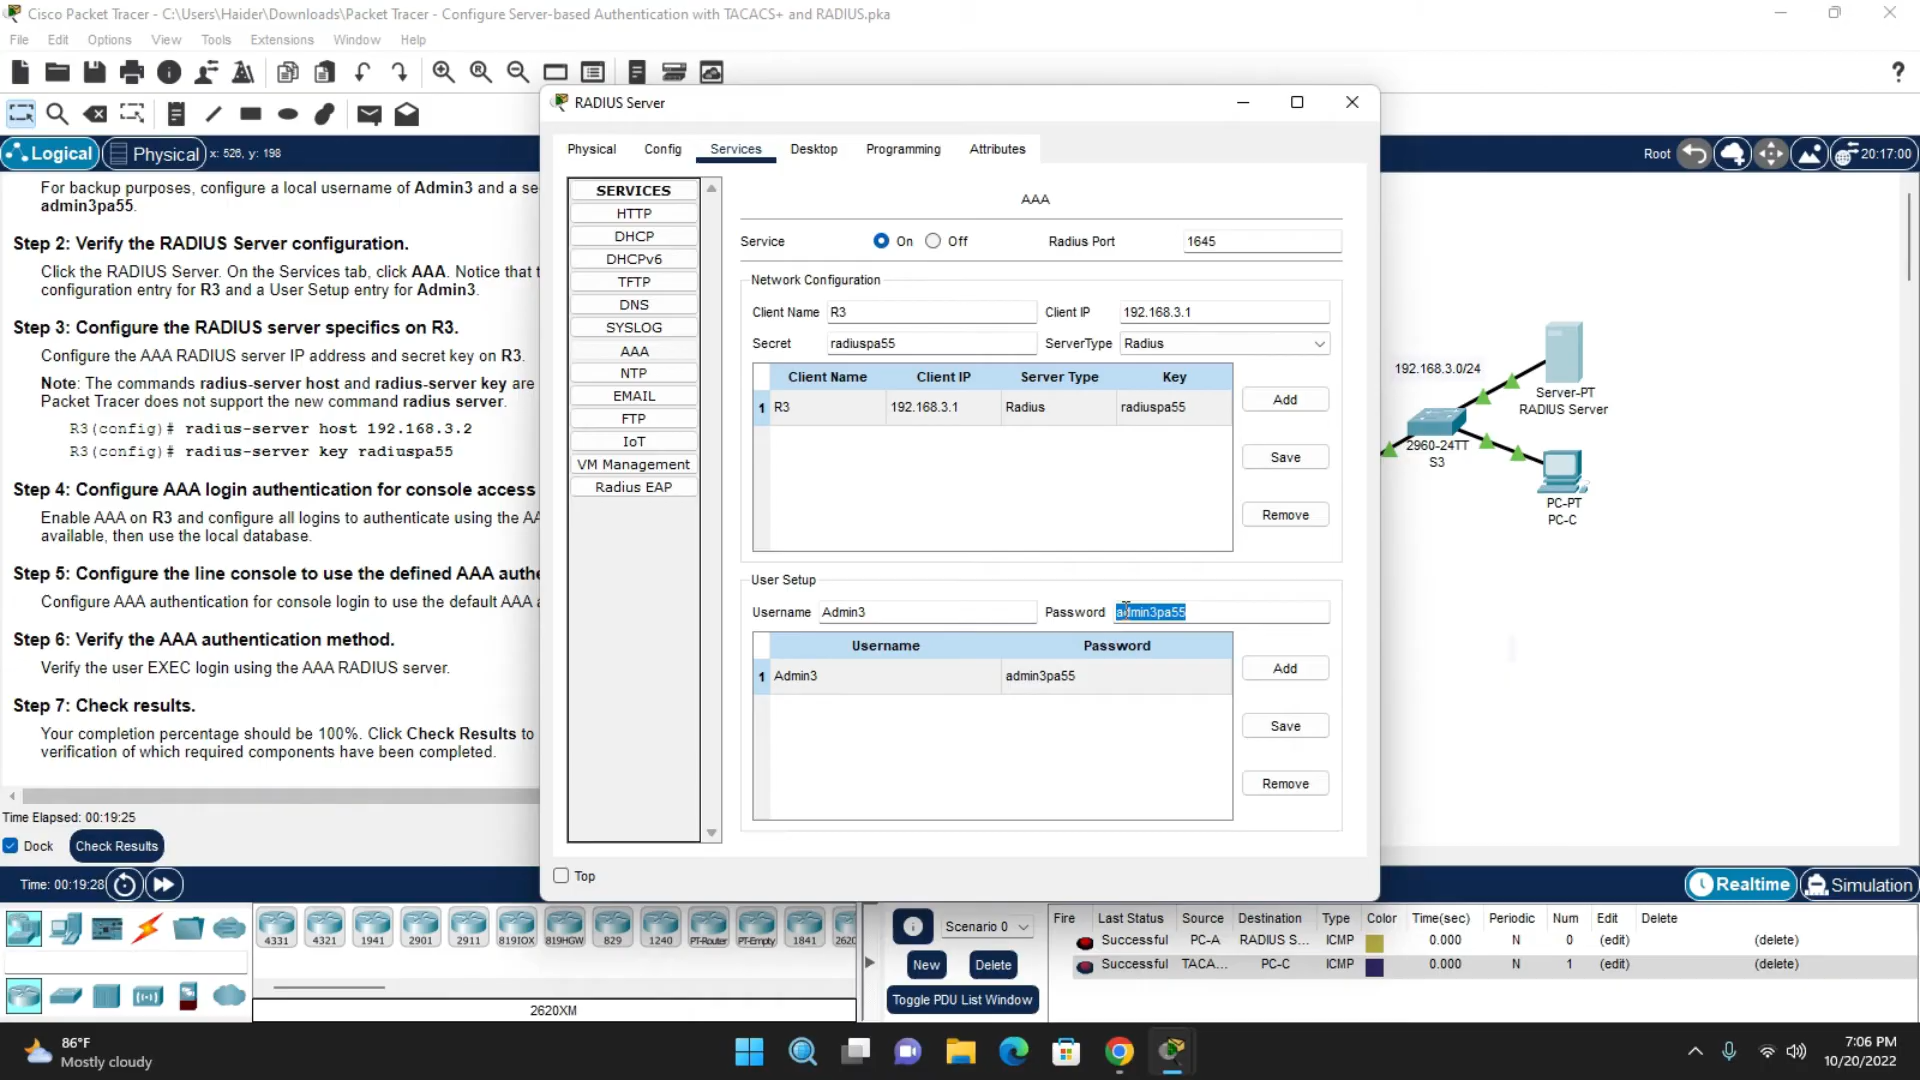 Cisco Packet Tracer - C:\Users\Haider\Downloads\Packet Tracer - Configure Server-based Authentication with TACACS+ and RADIUS.pka
File Edit Options View Tools Extensions Window Help
?
Logical Physical x: 526, y: 198
Root 20:17:00
For backup purposes, configure a local username of Admin3 and a se
admin3pa55.
Step 2: Verify the RADIUS Server configuration.
Click the RADIUS Server. On the Services tab, click AAA. Notice that t
configuration entry for R3 and a User Setup entry for Admin3.
Step 3: Configure the RADIUS server specifics on R3.
Configure the AAA RADIUS server IP address and secret key on R3.
Note: The commands radius-server host and radius-server key are
Packet Tracer does not support the new command radius server.
R3(config)# radius-server host 192.168.3.2
R3(config)# radius-server key radiuspa55
Step 4: Configure AAA login authentication for console access
Enable AAA on R3 and configure all logins to authenticate using the AA
available, then use the local database.
Step 5: Configure the line console to use the defined AAA authe
Configure AAA authentication for console login to use the default AAA a
Step 6: Verify the AAA authentication method.
Verify the user EXEC login using the AAA RADIUS server.
Step 7: Check results.
Your completion percentage should be 100%. Click Check Results to
verification of which required components have been completed.
Time Elapsed: 00:19:25
Dock Check Results
RADIUS Server
Physical Config Services Desktop Programming Attributes
SERVICES
HTTP
DHCP
DHCPv6
TFTP
DNS
SYSLOG
AAA
NTP
EMAIL
FTP
IoT
VM Management
Radius EAP
AAA
Service On Off Radius Port 1645
Network Configuration
Client Name R3 Client IP 192.168.3.1
Secret radiuspa55 ServerType Radius
Client Name Client IP Server Type Key
1 R3 192.168.3.1 Radius radiuspa55
Add
Save
Remove
User Setup
Username Admin3 Password admin3pa55
Username Password
1 Admin3 admin3pa55
Add
Save
Remove
Top
192.168.3.0/24
Server-PT
RADIUS Server
2960-24TT
S3
PC-PT
PC-C
Time: 00:19:28
Realtime Simulation
4331 4321 1941 2901 2911 819IOX 819HGW 829 1240 PT-Router PT-Empty 1841 2620
2620XM
Scenario 0
New Delete
Toggle PDU List Window
Fire Last Status Source Destination Type Color Time(sec) Periodic Num Edit Delete
Successful PC-A RADIUS S... ICMP 0.000 N 0 (edit) (delete)
Successful TACA... PC-C ICMP 0.000 N 1 (edit) (delete)
86°F
Mostly cloudy
7:06 PM
10/20/2022